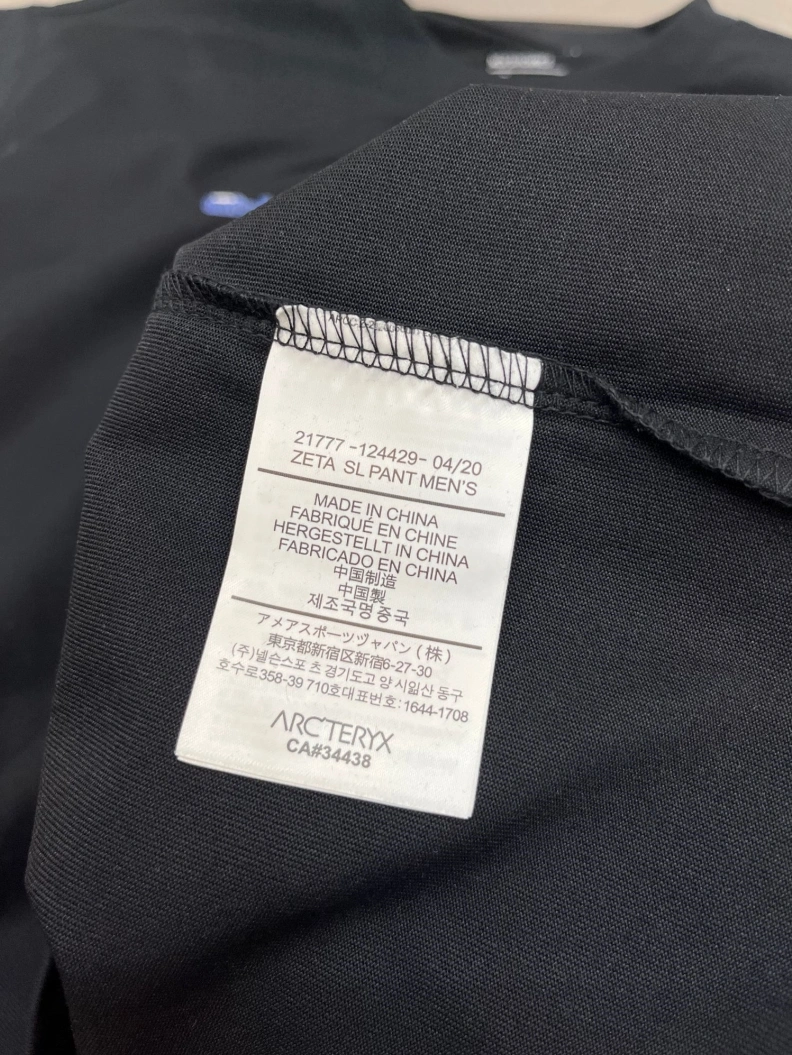 21777 -124429- 04/20
ZETA SL PANT MEN'S
MADE IN CHINA
FABRIQUÉ EN CHINE
HERGESTELLT IN CHINA
FABRICADO EN CHINA
中国制造
中国製
제조국명 중국
アメアスポーツヅャパン (株)
東京都新宿区新宿6-27-30
(주)넬슨스포 츠 경기도고 양 시일산 동구
호수로358-39 710호대표번호:1644-1708
ARC'TERYX
CA#34438